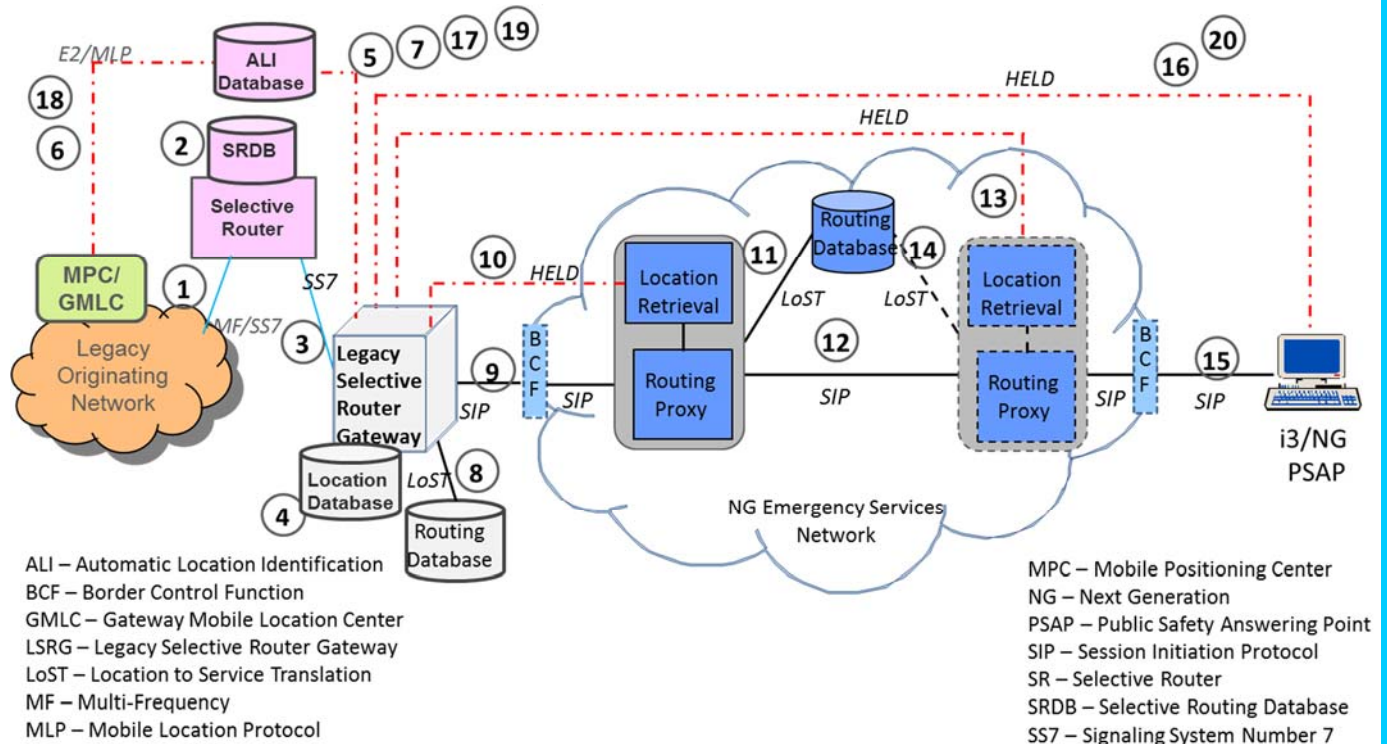 5
7
17
19
20
16
E2/MLP
ALI
Database
HELD
18
HELD
6
2
SRDB
13
Selective
Router
Routing
Database
11
14
10
HELD
Location
Retrieval
Location
Retrieval
MPC/
GMLC
1
SS7
LoST
LoST
MF/SS7
3
Legacy
Originating
Network
Legacy
Selective
Router
Gateway
9
SIP
B
C
F
SIP
Routing
Proxy
12
SIP
Routing
Proxy
B
C
F
SIP
15
SIP
i3/NG
PSAP
Location
Database
4
LoST
8
Routing
Database
NG Emergency Services
Network
ALI – Automatic Location Identification
BCF – Border Control Function
GMLC – Gateway Mobile Location Center
LSRG – Legacy Selective Router Gateway
LoST – Location to Service Translation
MF – Multi-Frequency
MLP – Mobile Location Protocol
MPC – Mobile Positioning Center
NG – Next Generation
PSAP – Public Safety Answering Point
SIP – Session Initiation Protocol
SR – Selective Router
SRDB – Selective Routing Database
SS7 – Signaling System Number 7